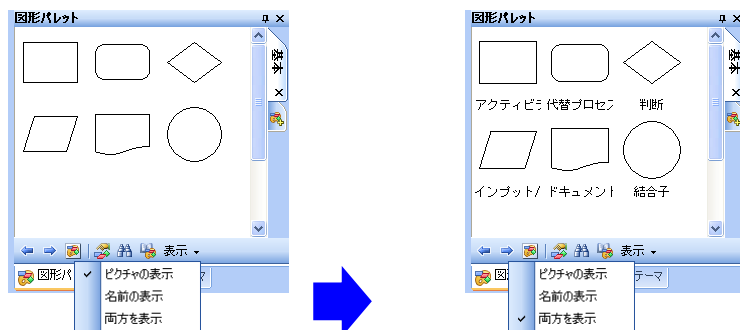 図形パレット
基本
表示
図形パ
マ
ピクチャの表示
名前の表示
両方を表示
図形パレット
基本
アクティビテ 代替プロセス 判断
インプット/ ドキュメント 結合子
表示
図
テーマ
ピクチャの表示
名前の表示
両方を表示